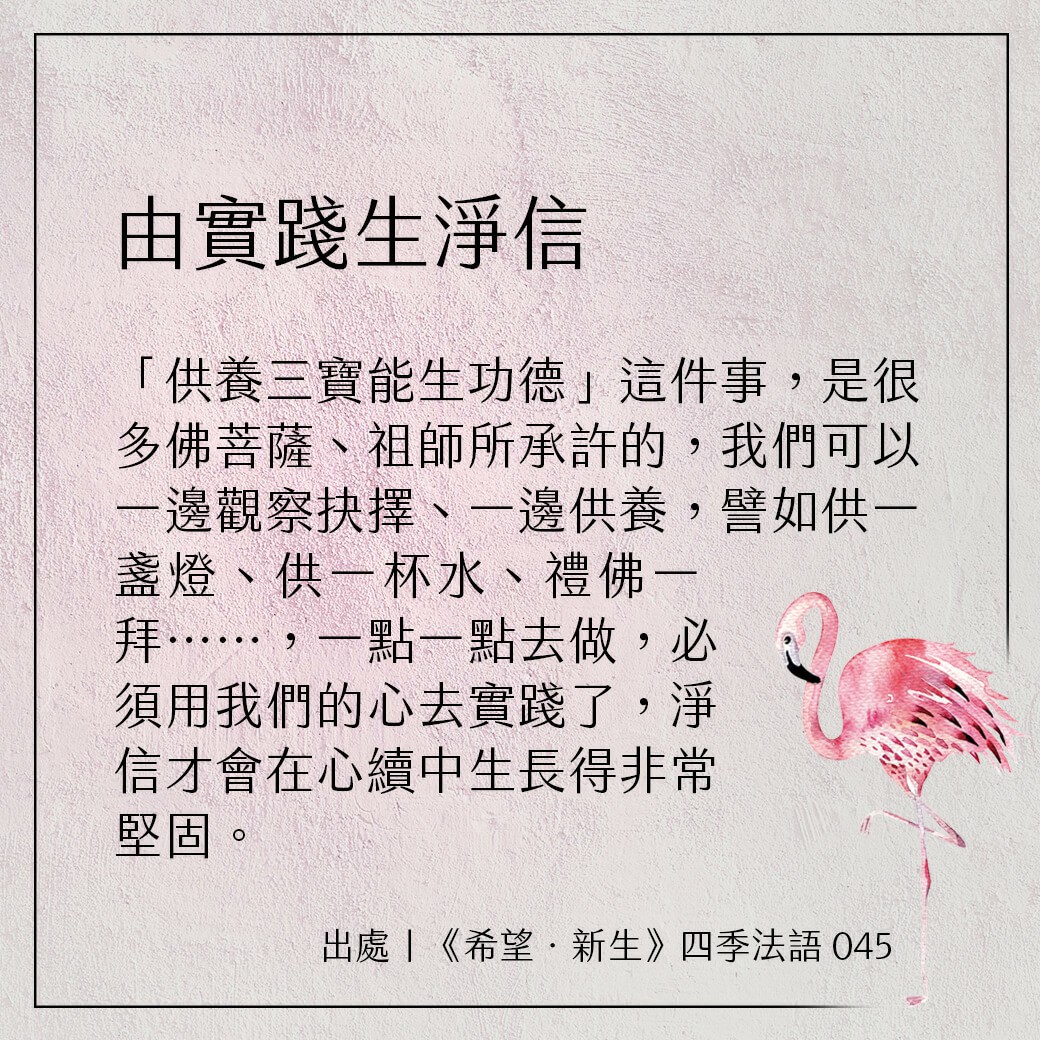 由實踐生淨信
「供養三寶能生功德」這件事，是很
多佛菩薩、祖師所承許的，我們可以
一邊觀察抉擇、一邊供養，譬如供一
盞燈、供一杯水、禮佛一
拜⋯⋯，一點一點去做，必
須用我們的心去實踐了，淨
信才會在心續中生長得非常
堅固。
出處｜《希望．新生》四季法語 045